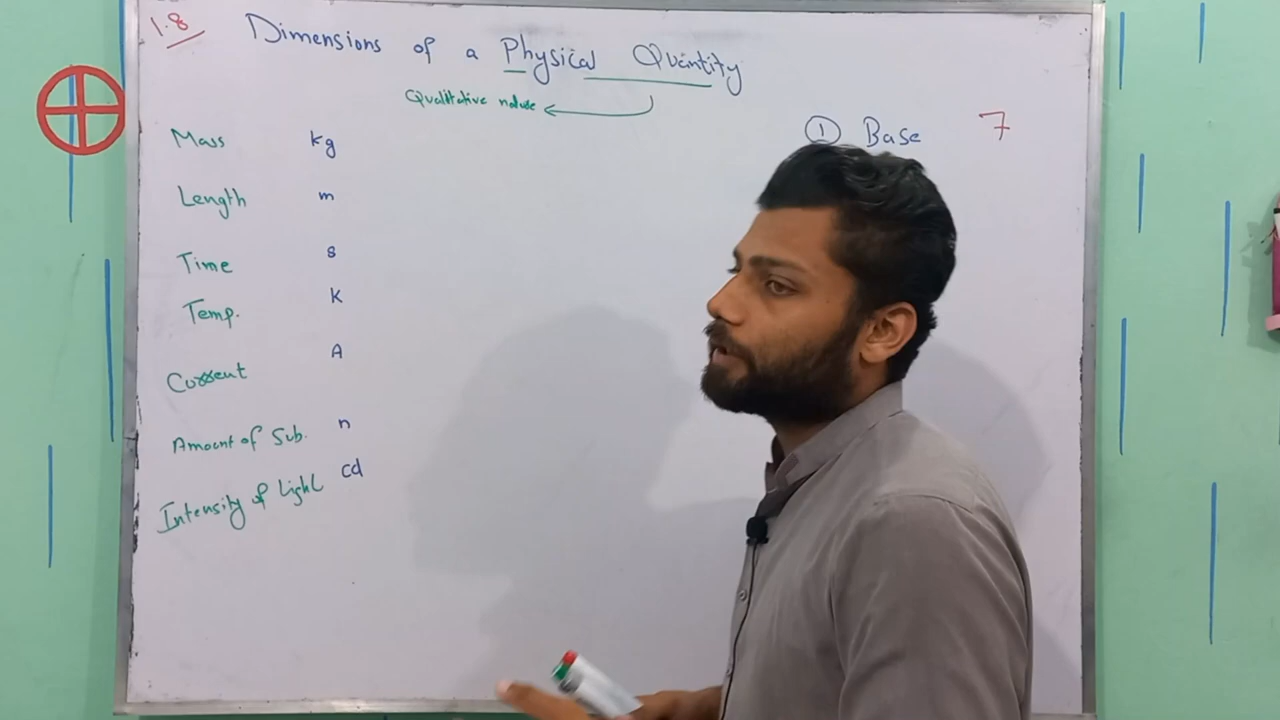 1.8 Dimensions of a Physical Quantity
Qualitative nature
① Base 7
Mass kg
Length m
Time s
Temp. K
Current A
Amount of Sub. n
Intensity of Light cd